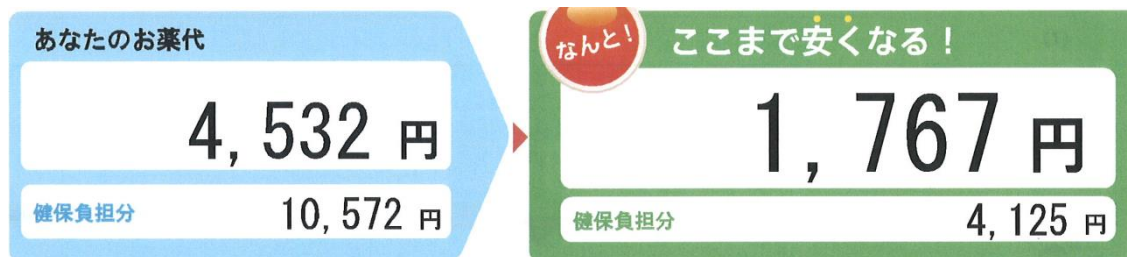 あなたのお薬代
4,532 円
健保負担分 10,572 円
なんと!
ここまで安くなる!
1,767 円
健保負担分 4,125 円